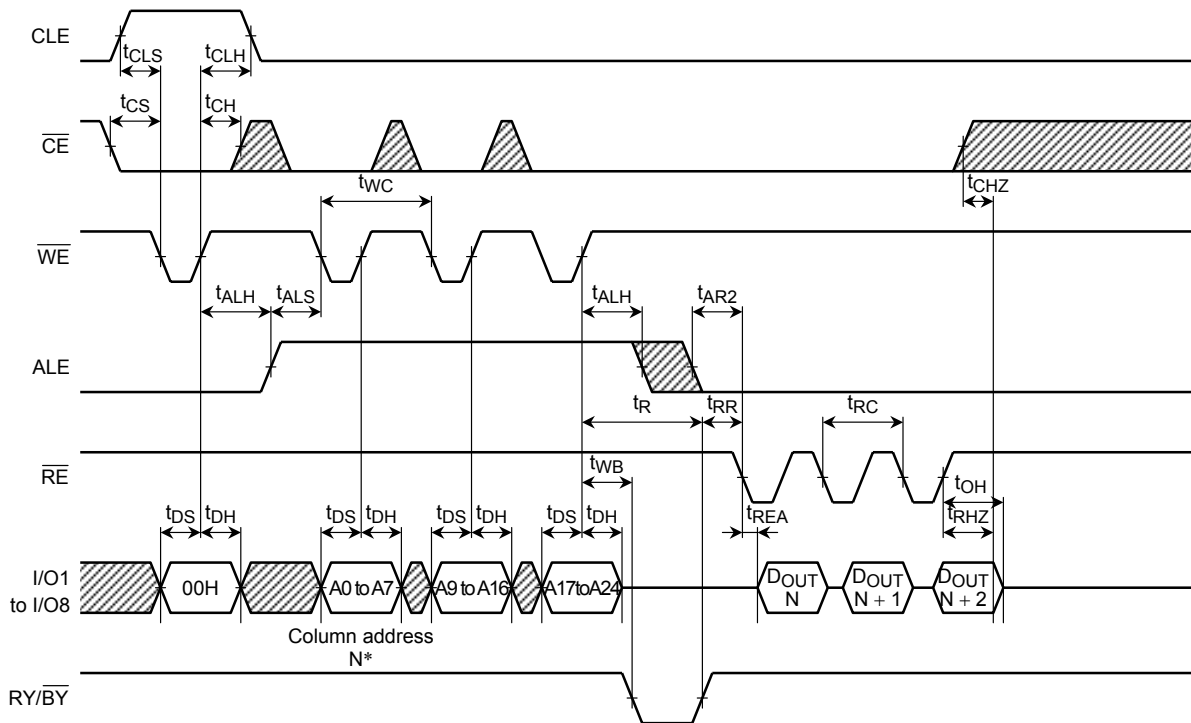 CLE
tCLS tCLH
tCS tCH
CE
tCHZ
tWC
WE
tALH tALS tALH tAR2
ALE
tR tRR tRC
RE
tWB tOH
tDS tDH tDS tDH tDS tDH tDS tDH tREA tRHZ
I/O1
to I/O8
00H A0 to A7 A9 to A16 A17 to A24
DOUT
N
DOUT
N + 1
DOUT
N + 2
Column address
N*
RY/BY